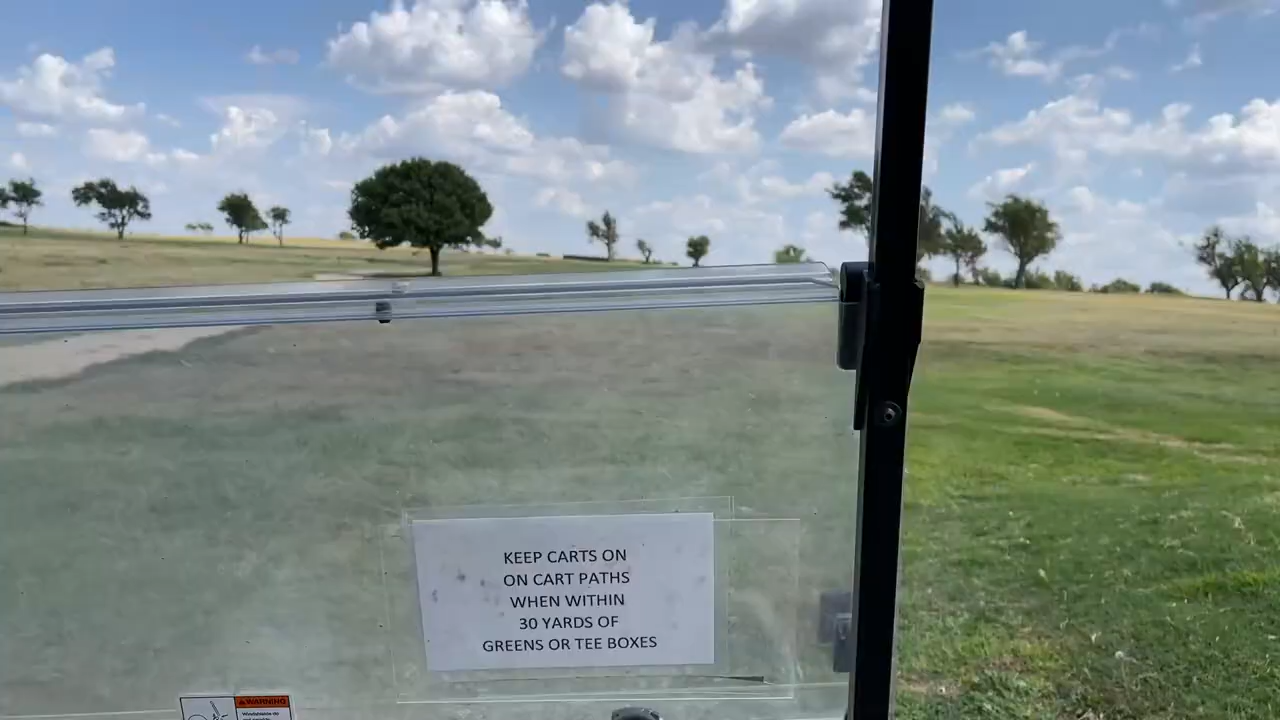 KEEP CARTS ON
ON CART PATHS
WHEN WITHIN
30 YARDS OF
GREENS OR TEE BOXES
WARNING